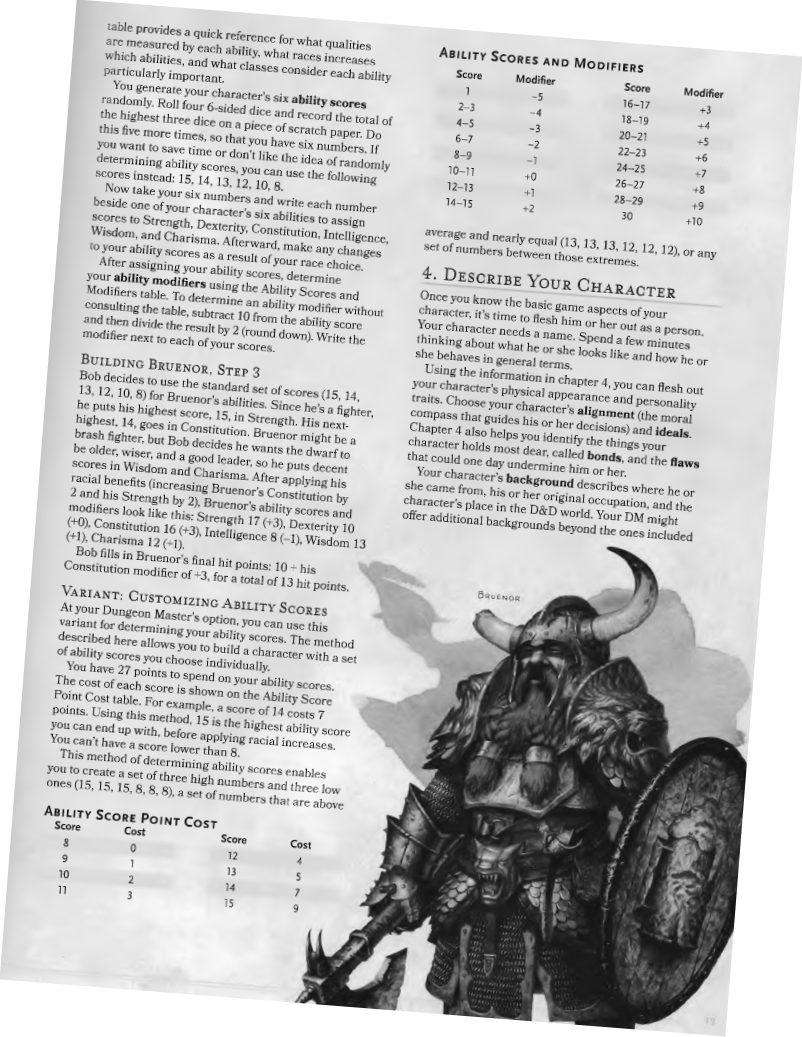 table provides a quick reference for what qualities
are measured by each ability, what races increases
which abilities, and what classes consider each ability
particularly important.
You generate your character's six ability scores
randomly. Roll four 6-sided dice and record the total of
the highest three dice on a piece of scratch paper. Do
this five more times, so that you have six numbers. If
you want to save time or don't like the idea of randomly
determining ability scores, you can use the following
scores instead: 15, 14, 13, 12, 10, 8.
Now take your six numbers and write each number
beside one of your character's six abilities to assign
scores to Strength, Dexterity, Constitution, Intelligence,
Wisdom, and Charisma. Afterward, make any changes
to your ability scores as a result of your race choice.
After assigning your ability scores, determine
your ability modifiers using the Ability Scores and
Modifiers table. To determine an ability modifier without
consulting the table, subtract 10 from the ability score
and then divide the result by 2 (round down). Write the
modifier next to each of your scores.
BUILDING BRUENOR, STEP 3
Bob decides to use the standard set of scores (15, 14,
13, 12, 10, 8) for Bruenor's abilities. Since he's a fighter,
he puts his highest score, 15, in Strength. His next-
highest, 14, goes in Constitution. Bruenor might be a
brash fighter, but Bob decides he wants the dwarf to
be older, wiser, and a good leader, so he puts decent
scores in Wisdom and Charisma. After applying his
racial benefits (increasing Bruenor's Constitution by
2 and his Strength by 2), Bruenor's ability scores and
modifiers look like this: Strength 17 (+3), Dexterity 10
(+0), Constitution 16 (+3), Intelligence 8 (–1), Wisdom 13
(+1), Charisma 12 (+1).
Bob fills in Bruenor's final hit points: 10 + his
Constitution modifier of +3, for a total of 13 hit points.
VARIANT: CUSTOMIZING ABILITY SCORES
At your Dungeon Master's option, you can use this
variant for determining your ability scores. The method
described here allows you to build a character with a set
of ability scores you choose individually.
You have 27 points to spend on your ability scores.
The cost of each score is shown on the Ability Score
Point Cost table. For example, a score of 14 costs 7
points. Using this method, 15 is the highest ability score
you can end up with, before applying racial increases.
You can't have a score lower than 8.
This method of determining ability scores enables
you to create a set of three high numbers and three low
ones (15, 15, 15, 8, 8, 8), a set of numbers that are above
ABILITY SCORE POINT COST
Score Cost Score Cost
8 0 12 4
9 1 13 5
10 2 14 7
11 3 15 9
ABILITY SCORES AND MODIFIERS
Score Modifier Score Modifier
1 –5 16–17 +3
2–3 –4 18–19 +4
4–5 –3 20–21 +5
6–7 –2 22–23 +6
8–9 –1 24–25 +7
10–11 +0 26–27 +8
12–13 +1 28–29 +9
14–15 +2 30 +10
average and nearly equal (13, 13, 13, 12, 12, 12), or any
set of numbers between those extremes.
4. DESCRIBE YOUR CHARACTER
Once you know the basic game aspects of your
character, it's time to flesh him or her out as a person.
Your character needs a name. Spend a few minutes
thinking about what he or she looks like and how he or
she behaves in general terms.
Using the information in chapter 4, you can flesh out
your character's physical appearance and personality
traits. Choose your character's alignment (the moral
compass that guides his or her decisions) and ideals.
Chapter 4 also helps you identify the things your
character holds most dear, called bonds, and the flaws
that could one day undermine him or her.
Your character's background describes where he or
she came from, his or her original occupation, and the
character's place in the D&D world. Your DM might
offer additional backgrounds beyond the ones included
BRUENOR
15